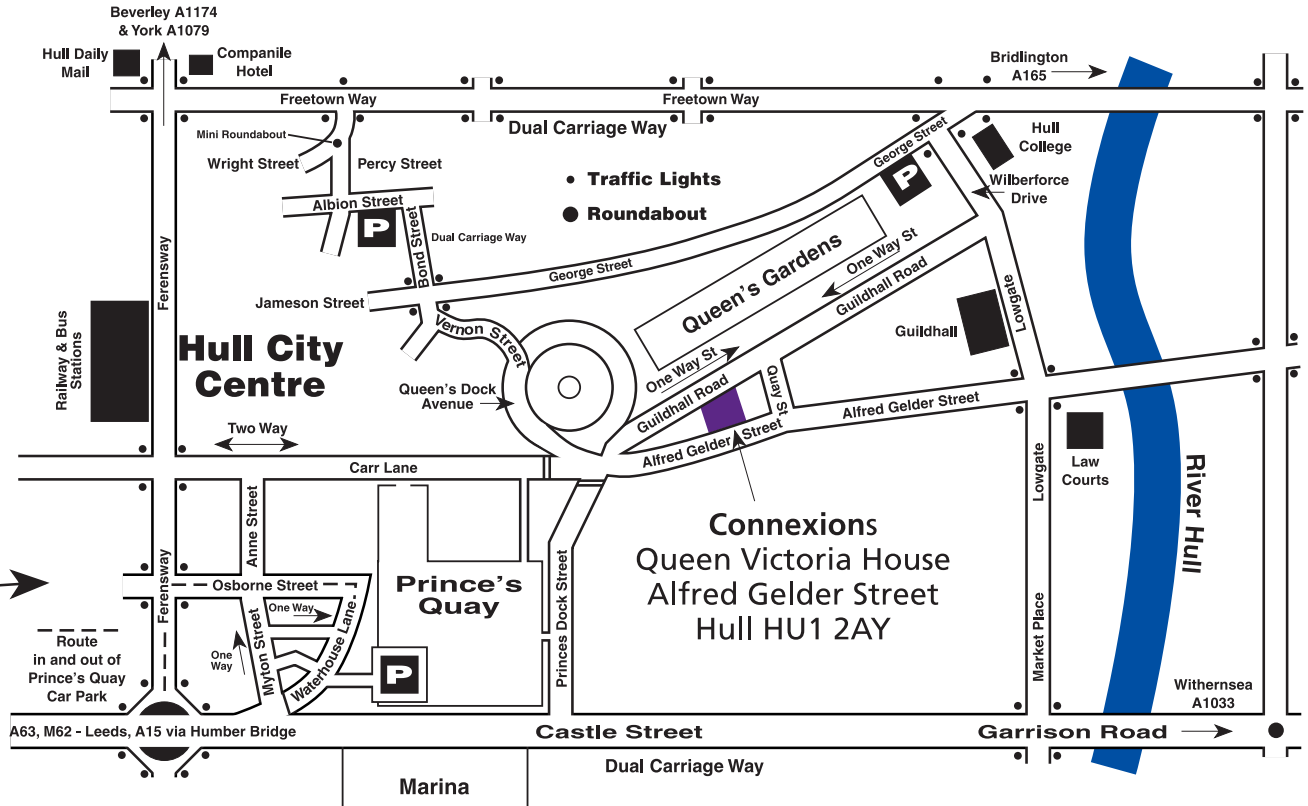 Beverley A1174
& York A1079
Hull Daily
Mail
Companile
Hotel
Bridlington
A165
Freetown Way
Freetown Way
Dual Carriage Way
Mini Roundabout
Wright Street
Percy Street
Albion Street
P
Bond Street
Dual Carriage Way
Traffic Lights
Roundabout
George Street
P
Hull
College
Wilberforce
Drive
George Street
Jameson Street
Vernon Street
Queen's Gardens
One Way St
Guildhall Road
Lowgate
Guildhall
Ferensway
Railway & Bus
Stations
Hull City
Centre
Queen's Dock
Avenue
One Way St
Guildhall Road
Quay St
Alfred Gelder Street
Alfred Gelder Street
Two Way
Carr Lane
Law
Courts
Lowgate
River Hull
Anne Street
Connexions
Queen Victoria House
Alfred Gelder Street
Hull HU1 2AY
Ferensway
Osborne Street
One Way
Prince's
Quay
Princes Dock Street
Market Place
Route
in and out of
Prince's Quay
Car Park
One
Way
Myton Street
Waterhouse Lane
P
Withernsea
A1033
A63, M62 - Leeds, A15 via Humber Bridge
Castle Street
Garrison Road
Dual Carriage Way
Marina